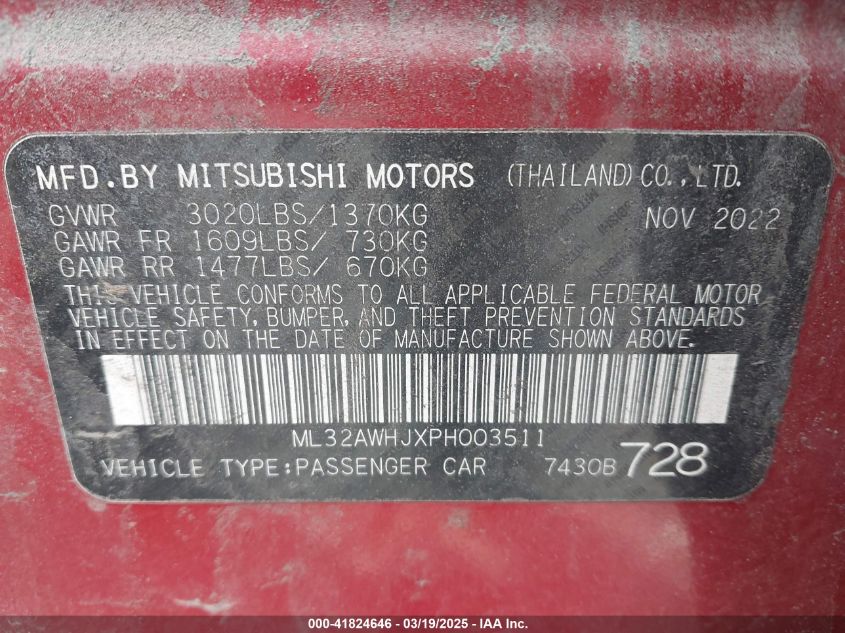 MFD.BY MITSUBISHI MOTORS (THAILAND) CO.,LTD.
GVWR 3020LBS/1370KG NOV 2022
GAWR FR 1609LBS/ 730KG
GAWR RR 1477LBS/ 670KG
THIS VEHICLE CONFORMS TO ALL APPLICABLE FEDERAL MOTOR
VEHICLE SAFETY, BUMPER, AND THEFT PREVENTION STANDARDS
IN EFFECT ON THE DATE OF MANUFACTURE SHOWN ABOVE.
ML32AWHJXPH003511
VEHICLE TYPE:PASSENGER CAR 7430B 728
000-41824646 - 03/19/2025 - IAA Inc.